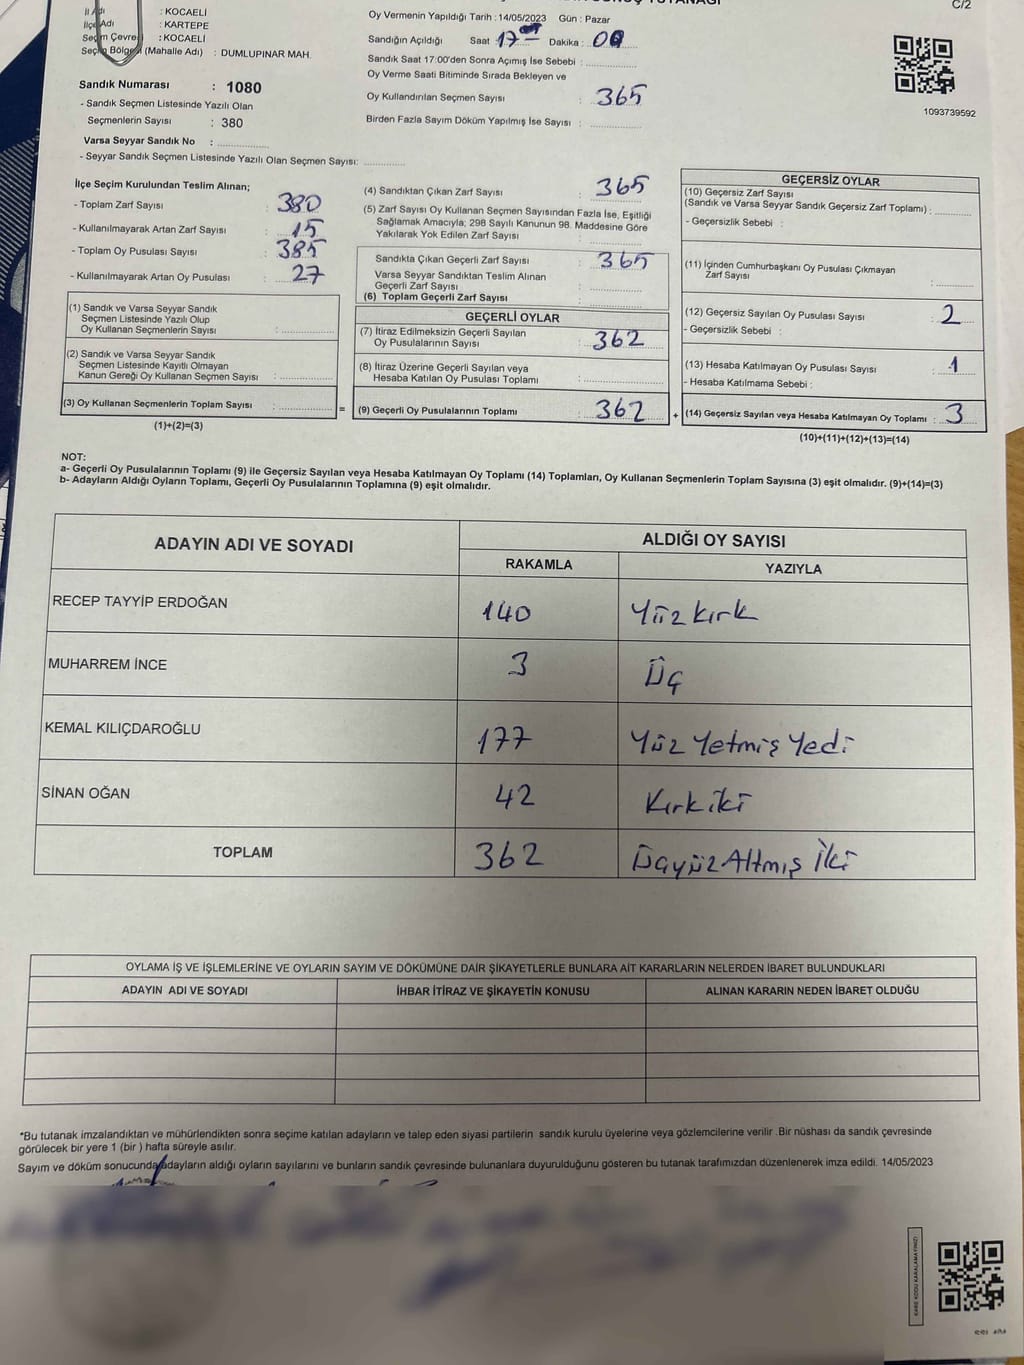 C/2
İl Adı : KOCAELİ
İlçe Adı : KARTEPE
Seçim Çevresi : KOCAELİ
Seçim Bölgesi (Mahalle Adı) : DUMLUPINAR MAH.
Sandık Numarası : 1080
- Sandık Seçmen Listesinde Yazılı Olan
Seçmenlerin Sayısı : 380
Varsa Seyyar Sandık No :
- Seyyar Sandık Seçmen Listesinde Yazılı Olan Seçmen Sayısı:
Oy Vermenin Yapıldığı Tarih : 14/05/2023 Gün : Pazar
Sandığın Açıldığı Saat : 17 Dakika : 00
Sandık Saat 17:00'den Sonra Açımış İse Sebebi :
Oy Verme Saati Bitiminde Sırada Bekleyen ve
Oy Kullandırılan Seçmen Sayısı : 365
Birden Fazla Sayım Döküm Yapılmış İse Sayısı :
1093739592
İlçe Seçim Kurulundan Teslim Alınan;
- Toplam Zarf Sayısı : 380
- Kullanılmayarak Artan Zarf Sayısı : 15
- Toplam Oy Pusulası Sayısı : 385
- Kullanılmayarak Artan Oy Pusulası : 27
(1) Sandık ve Varsa Seyyar Sandık
Seçmen Listesinde Yazılı Olup
Oy Kullanan Seçmenlerin Sayısı :
(2) Sandık ve Varsa Seyyar Sandık
Seçmen Listesinde Kayıtlı Olmayan
Kanun Gereği Oy Kullanan Seçmen Sayısı :
(3) Oy Kullanan Seçmenlerin Toplam Sayısı : =
(1)+(2)=(3)
(4) Sandıktan Çıkan Zarf Sayısı : 365
(5) Zarf Sayısı Oy Kullanan Seçmen Sayısından Fazla İse, Eşitliği
Sağlamak Amacıyla; 298 Sayılı Kanunun 98. Maddesine Göre
Yakılarak Yok Edilen Zarf Sayısı :
Sandıkta Çıkan Geçerli Zarf Sayısı : 365
Varsa Seyyar Sandıktan Teslim Alınan
Geçerli Zarf Sayısı :
(6) Toplam Geçerli Zarf Sayısı :
GEÇERLİ OYLAR
(7) İtiraz Edilmeksizin Geçerli Sayılan
Oy Pusulalarının Sayısı : 362
(8) İtiraz Üzerine Geçerli Sayılan veya
Hesaba Katılan Oy Pusulası Toplamı :
(9) Geçerli Oy Pusulalarının Toplamı : 362 +
GEÇERSİZ OYLAR
(10) Geçersiz Zarf Sayısı
(Sandık ve Varsa Seyyar Sandık Geçersiz Zarf Toplamı) :
- Geçersizlik Sebebi :
(11) İçinden Cumhurbaşkanı Oy Pusulası Çıkmayan
Zarf Sayısı :
(12) Geçersiz Sayılan Oy Pusulası Sayısı : 2
- Geçersizlik Sebebi :
(13) Hesaba Katılmayan Oy Pusulası Sayısı : 1
- Hesaba Katılmama Sebebi :
(14) Geçersiz Sayılan veya Hesaba Katılmayan Oy Toplamı : 3
(10)+(11)+(12)+(13)=(14)
NOT:
a- Geçerli Oy Pusulalarının Toplamı (9) ile Geçersiz Sayılan veya Hesaba Katılmayan Oy Toplamı (14) Toplamları, Oy Kullanan Seçmenlerin Toplam Sayısına (3) eşit olmalıdır. (9)+(14)=(3)
b- Adayların Aldığı Oyların Toplamı, Geçerli Oy Pusulalarının Toplamına (9) eşit olmalıdır.
ADAYIN ADI VE SOYADI ALDIĞI OY SAYISI
RAKAMLA YAZIYLA
RECEP TAYYİP ERDOĞAN 140 Yüz kırk
MUHARREM İNCE 3 Üç
KEMAL KILIÇDAROĞLU 177 Yüz Yetmiş Yedi
SİNAN OĞAN 42 Kırk iki
TOPLAM 362 Üçyüz Altmış İki
OYLAMA İŞ VE İŞLEMLERİNE VE OYLARIN SAYIM VE DÖKÜMÜNE DAİR ŞİKAYETLERLE BUNLARA AİT KARARLARIN NELERDEN İBARET BULUNDUKLARI
ADAYIN ADI VE SOYADI İHBAR İTİRAZ VE ŞİKAYETİN KONUSU ALINAN KARARIN NEDEN İBARET OLDUĞU
*Bu tutanak imzalandıktan ve mühürlendikten sonra seçime katılan adayların ve talep eden siyasi partilerin sandık kurulu üyelerine veya gözlemcilerine verilir .Bir nüshası da sandık çevresinde
görülecek bir yere 1 (bir ) hafta süreyle asılır.
Sayım ve döküm sonucunda adayların aldığı oyların sayılarını ve bunların sandık çevresinde bulunanlara duyurulduğunu gösteren bu tutanak tarafımızdan düzenlenerek imza edildi. 14/05/2023
KARE KODU KARALAMAYINIZ!